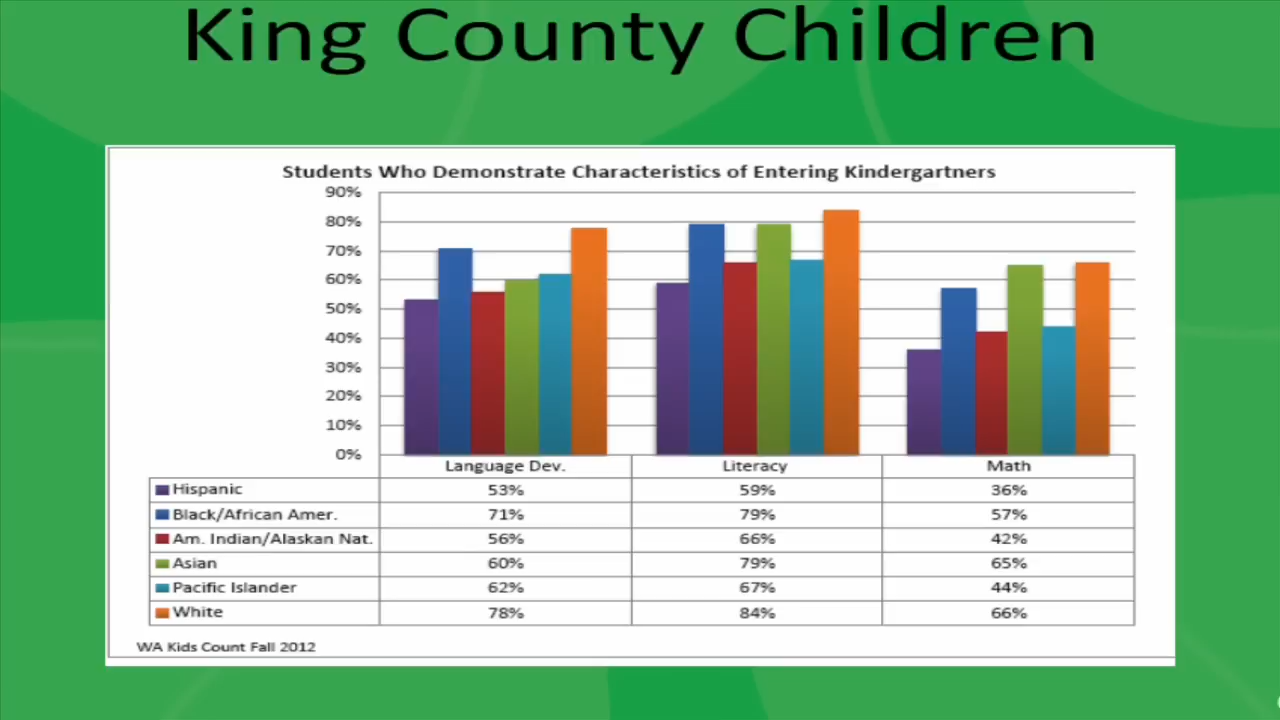 King County Children
Students Who Demonstrate Characteristics of Entering Kindergartners
90%
80%
70%
60%
50%
40%
30%
20%
10%
0%
Language Dev. Literacy Math
Hispanic 53% 59% 36%
Black/African Amer. 71% 79% 57%
Am. Indian/Alaskan Nat. 56% 66% 42%
Asian 60% 79% 65%
Pacific Islander 62% 67% 44%
White 78% 84% 66%
WA Kids Count Fall 2012